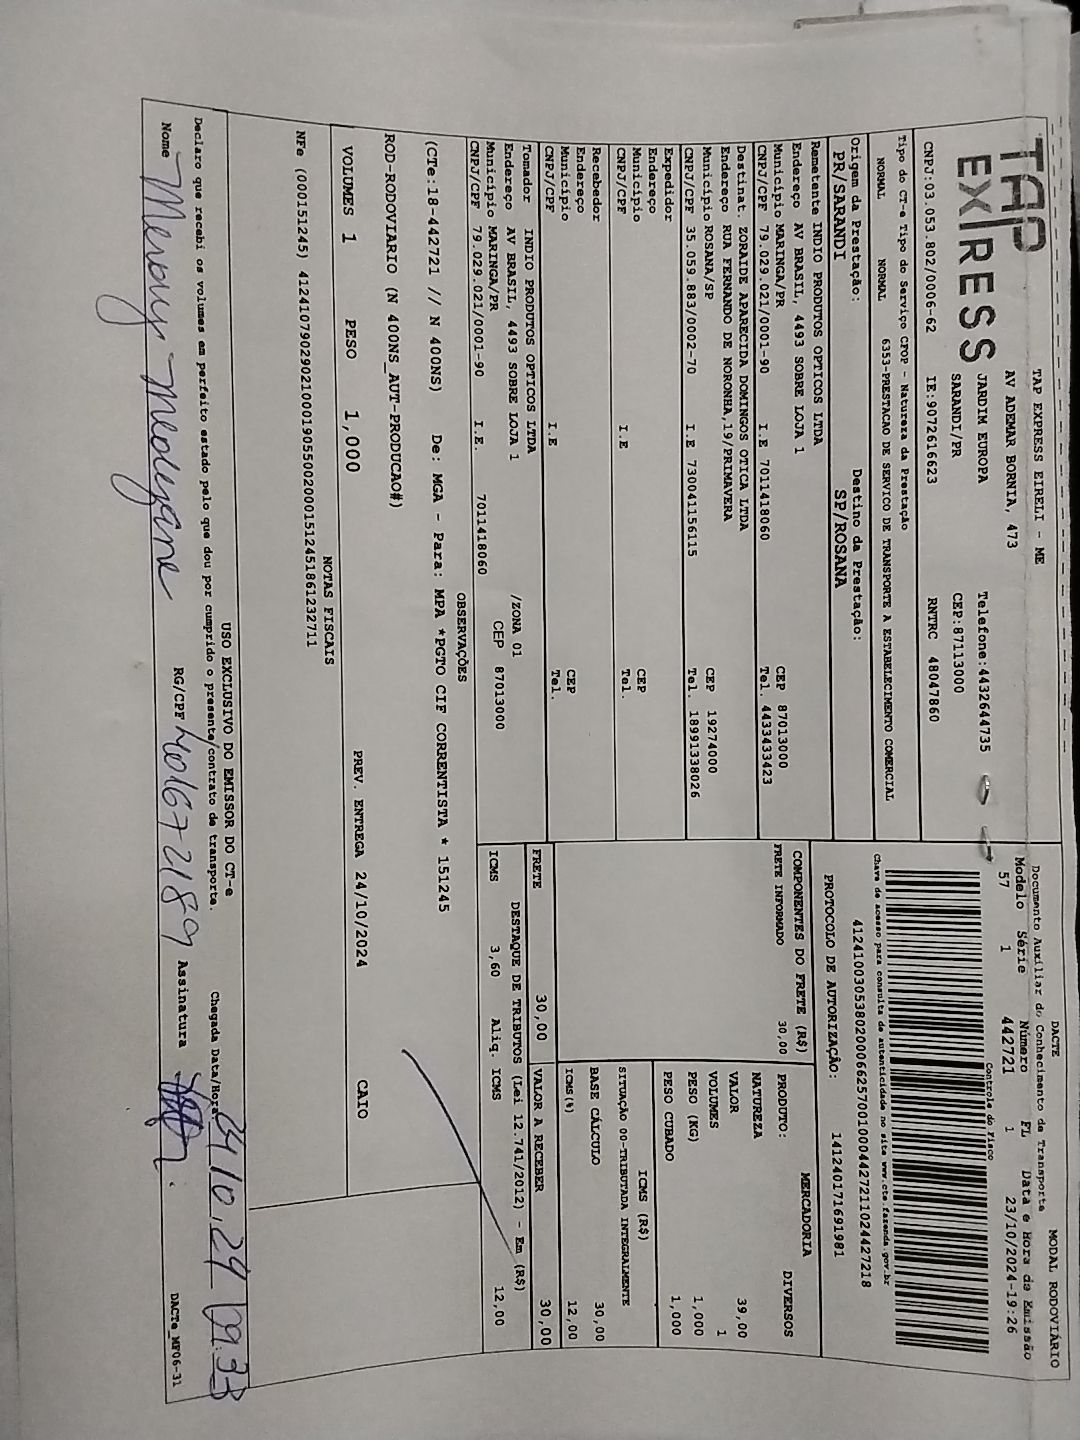 TAP EXPRESS
TAP EXPRESS EIRELI - ME
AV ADEMAR BORNIA, 473
JARDIM EUROPA Telefone:4432644735
SARANDI/PR CEP:87113000
CNPJ:03.053.802/0006-62 IE:9072616623 RNTRC 48047860
Tipo do CT-e Tipo do Serviço CFOP - Natureza da Prestação
NORMAL NORMAL 6353-PRESTACAO DE SERVICO DE TRANSPORTE A ESTABELECIMENTO COMERCIAL
Origem da Prestação: Destino da Prestação:
PR/SARANDI SP/ROSANA
Remetente INDIO PRODUTOS OPTICOS LTDA
Endereço AV BRASIL, 4493 SOBRE LOJA 1
Município MARINGA/PR CEP 87013000
CNPJ/CPF 79.029.021/0001-90 I.E 7011418060 Tel. 4433433423
Destinat. ZORAIDE APARECIDA DOMINGOS OTICA LTDA
Endereço RUA FERNANDO DE NORONHA,19/PRIMAVERA
Município ROSANA/SP CEP 19274000
CNPJ/CPF 35.059.883/0002-70 I.E 730041156115 Tel. 18991338026
Expedidor
Endereço
Município CEP
CNPJ/CPF I.E Tel.
Recebedor
Endereço
Município CEP
CNPJ/CPF I.E Tel.
Tomador INDIO PRODUTOS OPTICOS LTDA
Endereço AV BRASIL, 4493 SOBRE LOJA 1 /ZONA 01
Município MARINGA/PR CEP 87013000
CNPJ/CPF 79.029.021/0001-90 I.E. 7011418060
DACTE MODAL RODOVIÁRIO
Documento Auxiliar do Conhecimento de Transporte
Modelo Série Número FL Data e Hora da Emissão
57 1 442721 1 23/10/2024-19:26
Controle do Fisco
Chave de acesso para consulta de autenticidade no site www.cte.fazenda.gov.br
41241003053802000662570010004427211024427218
PROTOCOLO DE AUTORIZAÇÃO: 141240171691981
COMPONENTES DO FRETE (R$)
FRETE INFORMADO 30,00
MERCADORIA
PRODUTO: DIVERSOS
NATUREZA
VALOR 39,00
VOLUMES 1
PESO (KG) 1,000
PESO CUBADO 1,000
ICMS (R$)
SITUAÇÃO 00-TRIBUTADA INTEGRALMENTE
BASE CÁLCULO 30,00
ICMS(%) 12,00
FRETE 30,00 VALOR A RECEBER 30,00
DESTAQUE DE TRIBUTOS (Lei 12.741/2012) - Em (R$)
ICMS 3,60 Aliq. ICMS 12,00
OBSERVAÇÕES
(CTe:18-442721 // N 400NS) De: MGA - Para: MPA *PGTO CIF CORRENTISTA * 151245
ROD-RODOVIARIO (N 400NS_AUT-PRODUCAO#)
VOLUMES 1 PESO 1,000 PREV. ENTREGA 24/10/2024 CAIO
NOTAS FISCAIS
NFe (000151245) 41241079029021000190550020001512451861232711
USO EXCLUSIVO DO EMISSOR DO CT-e
Declaro que recebi os volumes em perfeito estado pelo que dou por cumprido o presente/contrato de transporte. Chegada Data/Hora: 24/10.24 09:33
Nome RG/CPF 401672189 Assinatura DACTe_MF06-31